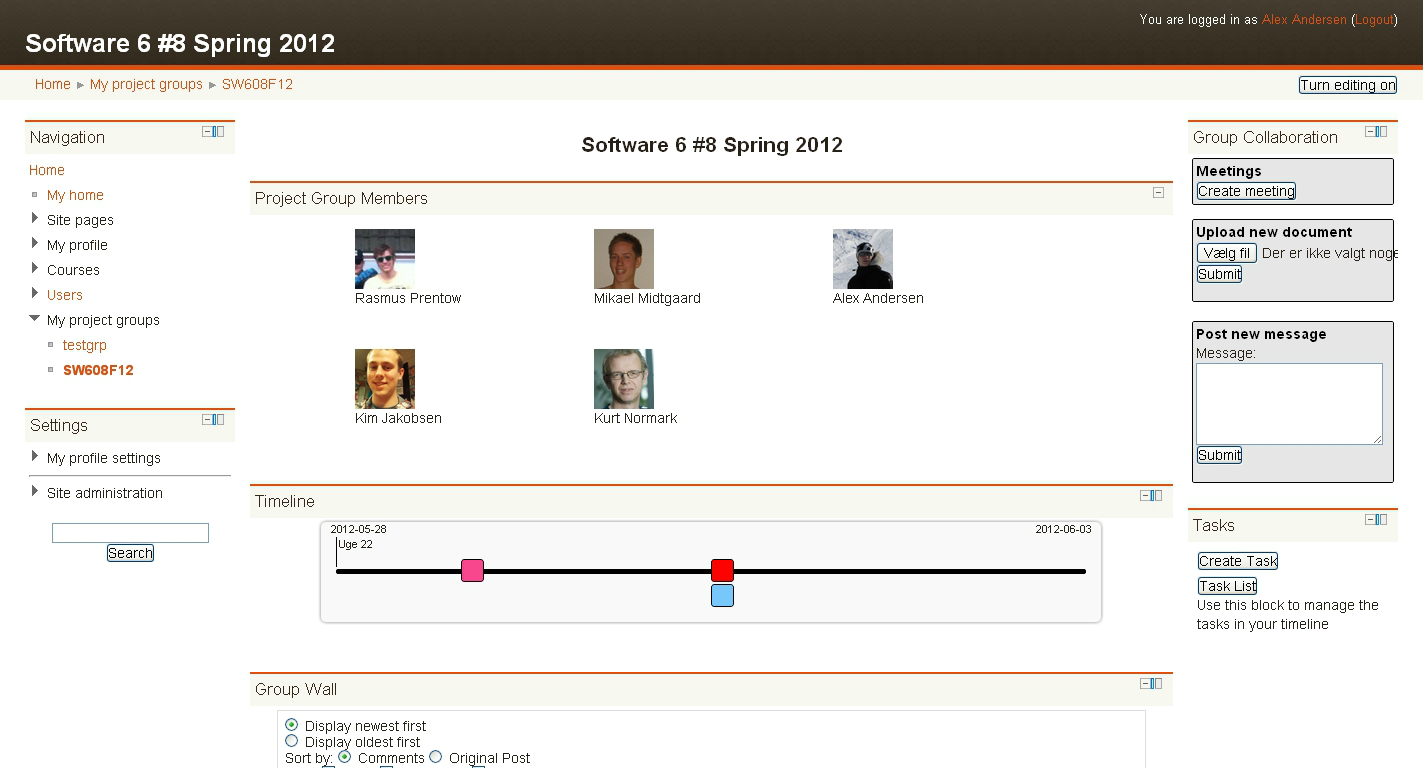 You are logged in as Alex Andersen (Logout)
Software 6 #8 Spring 2012
Home ► My project groups ► SW608F12
Turn editing on
Navigation
Home
My home
Site pages
My profile
Courses
Users
My project groups
testgrp
SW608F12
Settings
My profile settings
Site administration
Search
Software 6 #8 Spring 2012
Project Group Members
Rasmus Prentow
Mikael Midtgaard
Alex Andersen
Kim Jakobsen
Kurt Normark
Timeline
2012-05-28
2012-06-03
Uge 22
Group Wall
Display newest first
Display oldest first
Sort by: Comments Original Post
Group Collaboration
Meetings
Create meeting
Upload new document
Vælg fil Der er ikke valgt noge
Submit
Post new message
Message:
Submit
Tasks
Create Task
Task List
Use this block to manage the
tasks in your timeline